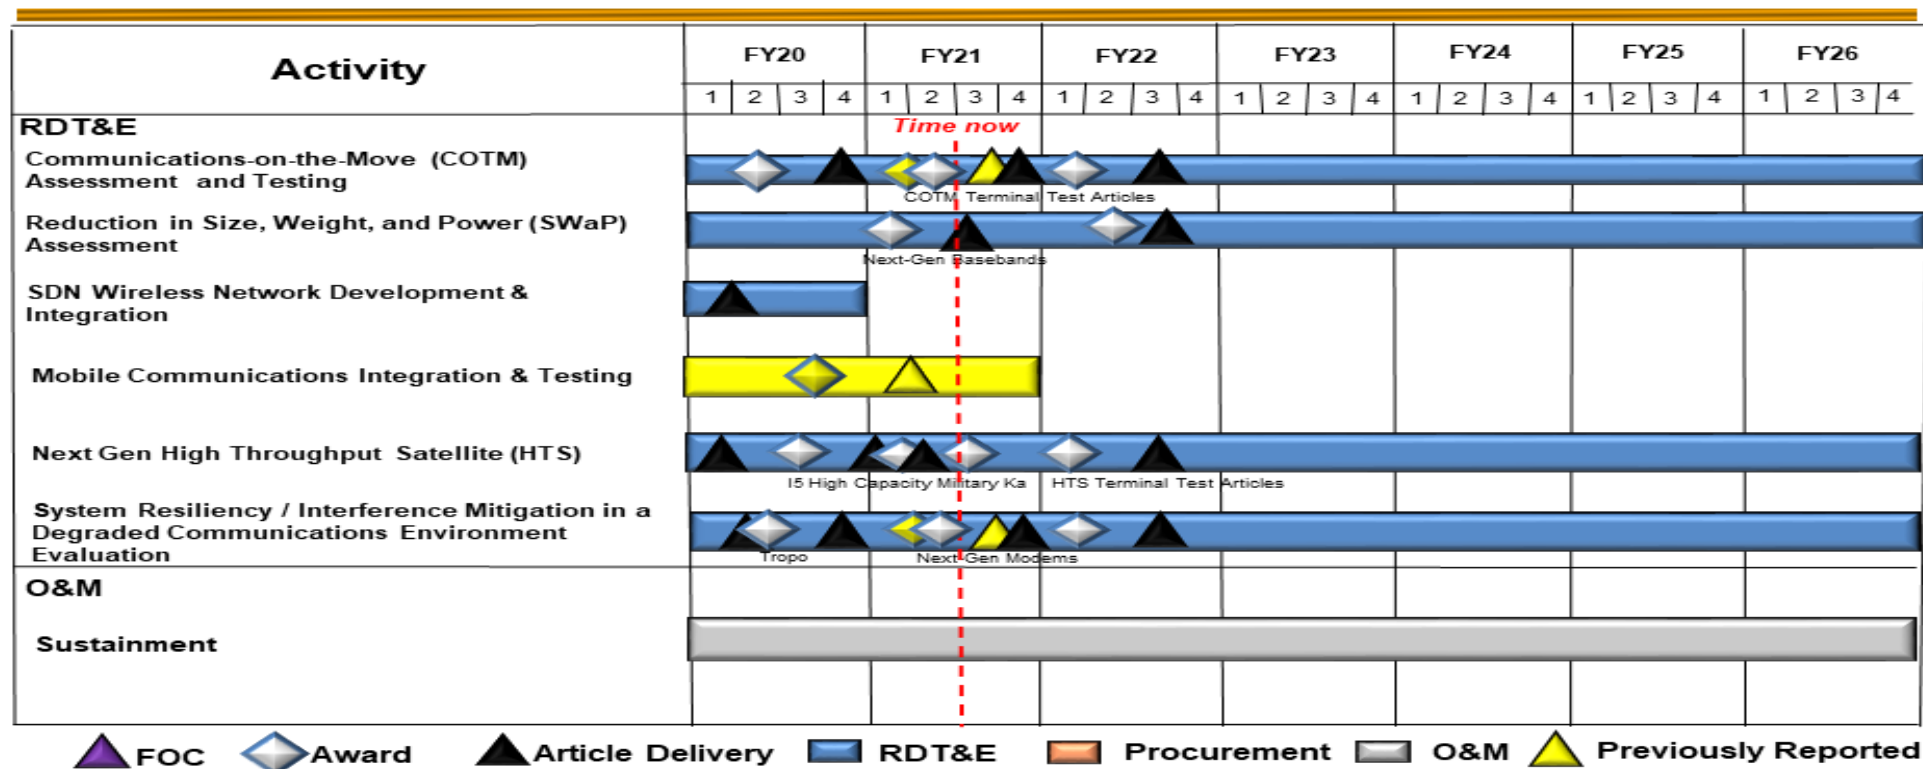 Activity
FY20 FY21 FY22 FY23 FY24 FY25 FY26
1 2 3 4 1 2 3 4 1 2 3 4 1 2 3 4 1 2 3 4 1 2 3 4 1 2 3 4
RDT&E
Time now
Communications-on-the-Move (COTM)
Assessment and Testing
COTM Terminal Test Articles
Reduction in Size, Weight, and Power (SWaP)
Assessment
Next-Gen Basebands
SDN Wireless Network Development &
Integration
Mobile Communications Integration & Testing
Next Gen High Throughput Satellite (HTS)
I5 High Capacity Military Ka HTS Terminal Test Articles
System Resiliency / Interference Mitigation in a
Degraded Communications Environment
Evaluation
Tropo Next-Gen Modems
O&M
Sustainment
FOC Award Article Delivery RDT&E Procurement O&M Previously Reported